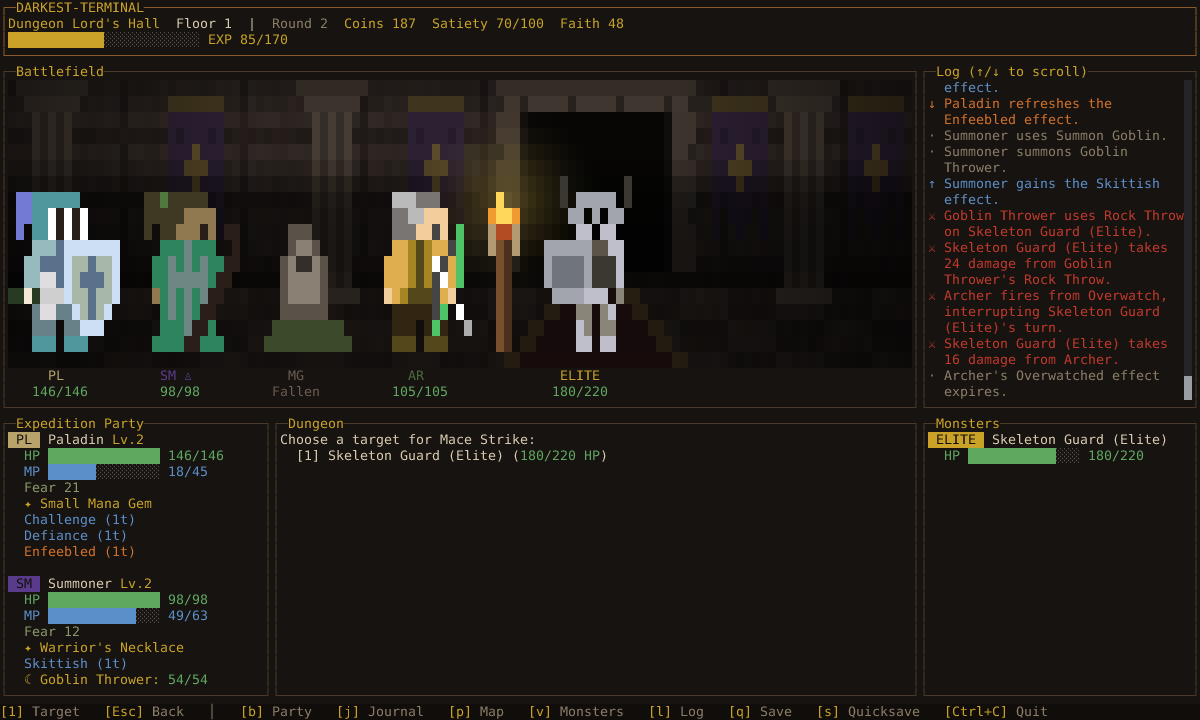 DARKEST-TERMINAL
Dungeon Lord's Hall  Floor 1  |  Round 2  Coins 187  Satiety 70/100  Faith 48
EXP 85/170
Battlefield
PL
SM ♙
MG
AR
ELITE
146/146
98/98
Fallen
105/105
180/220
Log (↑/↓ to scroll)
effect.
↓ Paladin refreshes the
Enfeebled effect.
· Summoner uses Summon Goblin.
· Summoner summons Goblin
Thrower.
↑ Summoner gains the Skittish
effect.
⚔ Goblin Thrower uses Rock Throw
on Skeleton Guard (Elite).
⚔ Skeleton Guard (Elite) takes
24 damage from Goblin
Thrower's Rock Throw.
⚔ Archer fires from Overwatch,
interrupting Skeleton Guard
(Elite)'s turn.
⚔ Skeleton Guard (Elite) takes
16 damage from Archer.
· Archer's Overwatched effect
expires.
Expedition Party
PL Paladin Lv.2
HP 146/146
MP 18/45
Fear 21
✦ Small Mana Gem
Challenge (1t)
Defiance (1t)
Enfeebled (1t)
SM Summoner Lv.2
HP 98/98
MP 49/63
Fear 12
✦ Warrior's Necklace
Skittish (1t)
☾ Goblin Thrower: 54/54
Dungeon
Choose a target for Mace Strike:
[1] Skeleton Guard (Elite) (180/220 HP)
Monsters
ELITE Skeleton Guard (Elite)
HP 180/220
[1] Target  [Esc] Back  |  [b] Party  [j] Journal  [p] Map  [v] Monsters  [l] Log  [q] Save  [s] Quicksave  [Ctrl+C] Quit